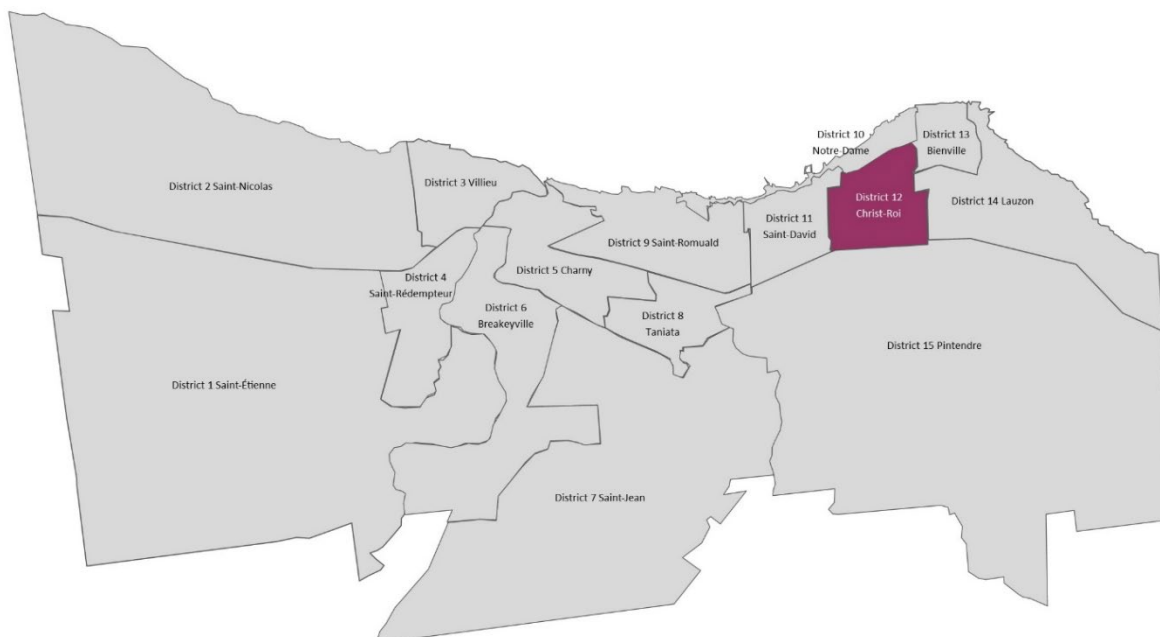 District 10
Notre-Dame
District 13
Bienville
District 2 Saint-Nicolas
District 3 Villieu
District 12
Christ-Roi
District 14 Lauzon
District 11
Saint-David
District 9 Saint-Romuald
District 5 Charny
District 4
Saint-Rédempteur
District 6
Breakeyville
District 8
Taniata
District 15 Pintendre
District 1 Saint-Étienne
District 7 Saint-Jean